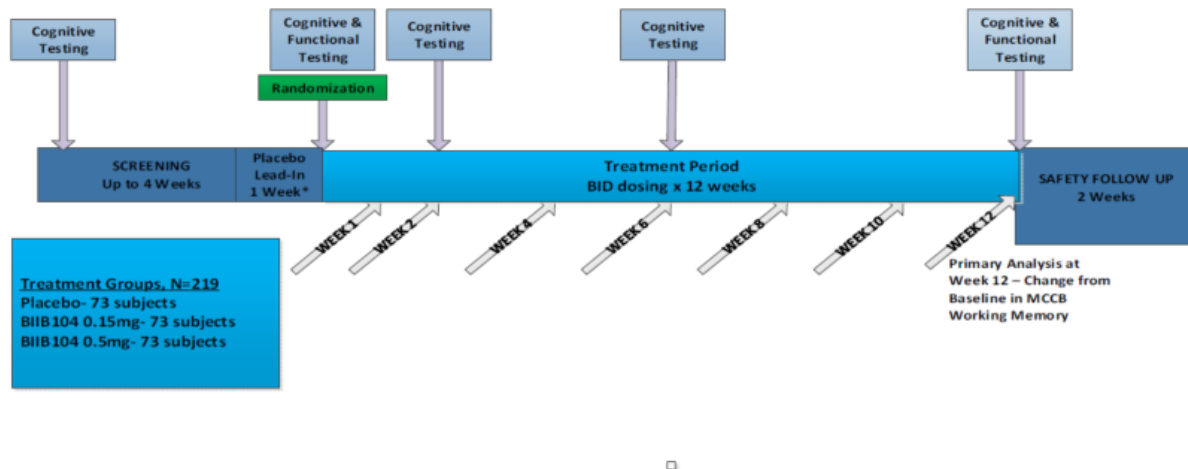 Cognitive
Testing
Cognitive &
Functional
Testing
Cognitive
Testing
Cognitive
Testing
Cognitive &
Functional
Testing
Randomization
SCREENING
Up to 4 Weeks
Placebo
Lead-In
1 Week*
Treatment Period
BID dosing x 12 weeks
SAFETY FOLLOW UP
2 Weeks
WEEK 1
WEEK 2
WEEK 4
WEEK 6
WEEK 8
WEEK 10
WEEK 12
Treatment Groups, N=219
Placebo- 73 subjects
BIIB104 0.15mg- 73 subjects
BIIB104 0.5mg- 73 subjects
Primary Analysis at
Week 12 – Change from
Baseline in MCCB
Working Memory